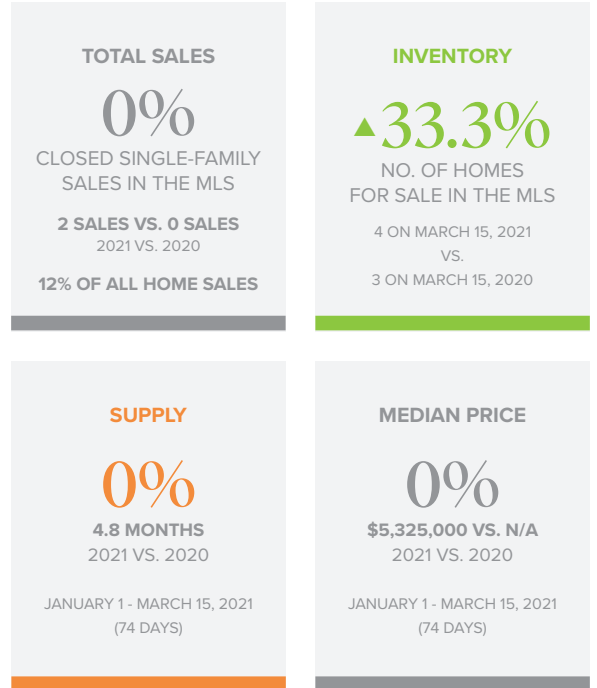 TOTAL SALES
0%
CLOSED SINGLE-FAMILY
SALES IN THE MLS
2 SALES VS. 0 SALES
2021 VS. 2020
12% OF ALL HOME SALES
INVENTORY
▲33.3%
NO. OF HOMES
FOR SALE IN THE MLS
4 ON MARCH 15, 2021
VS.
3 ON MARCH 15, 2020
SUPPLY
0%
4.8 MONTHS
2021 VS. 2020
JANUARY 1 - MARCH 15, 2021
(74 DAYS)
MEDIAN PRICE
0%
$5,325,000 VS. N/A
2021 VS. 2020
JANUARY 1 - MARCH 15, 2021
(74 DAYS)